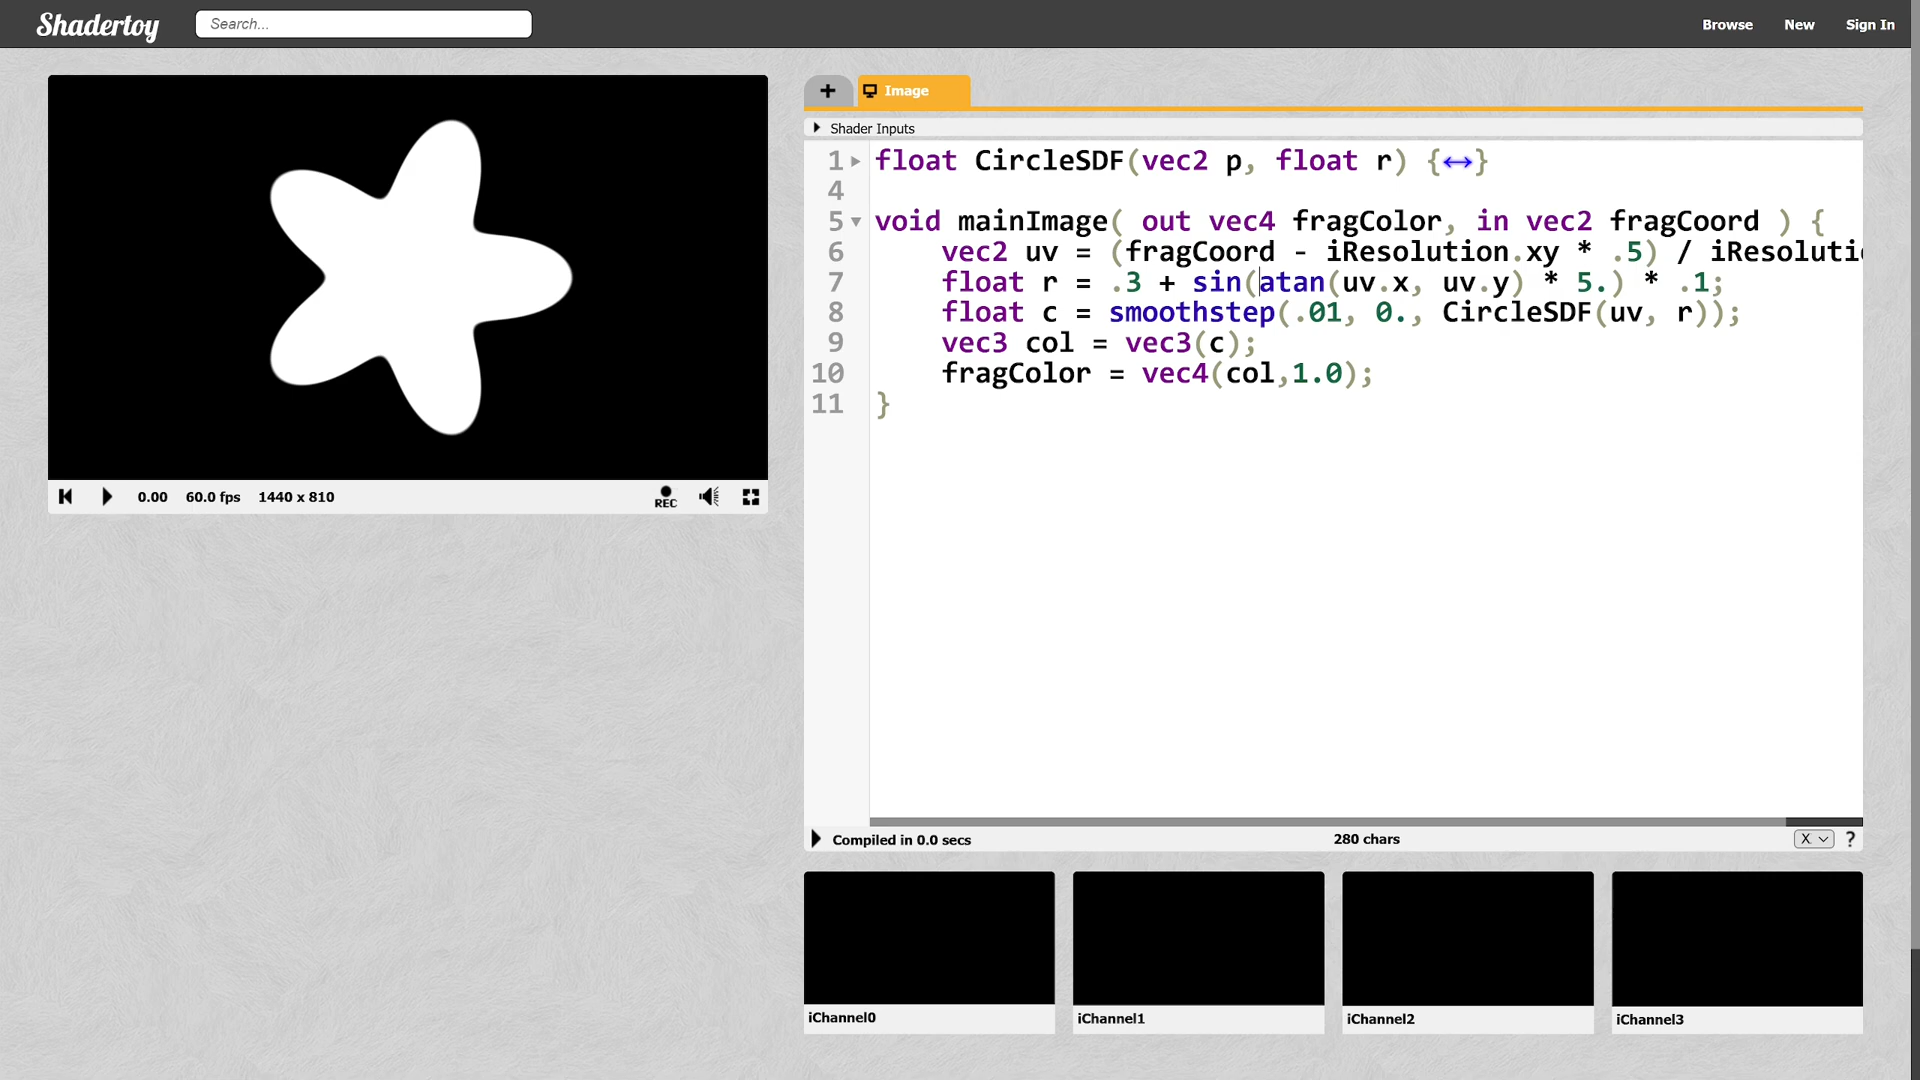 Shadertoy
Search...
Browse
New
Sign In
Image
Shader Inputs
1 float CircleSDF(vec2 p, float r) {↔}
4
5 void mainImage( out vec4 fragColor, in vec2 fragCoord ) {
6 vec2 uv = (fragCoord - iResolution.xy * .5) / iResoluti
7 float r = .3 + sin(atan(uv.x, uv.y) * 5.) * .1;
8 float c = smoothstep(.01, 0., CircleSDF(uv, r));
9 vec3 col = vec3(c);
10 fragColor = vec4(col,1.0);
11 }
0.00 60.0 fps 1440 x 810
REC
Compiled in 0.0 secs
280 chars
X
?
iChannel0
iChannel1
iChannel2
iChannel3